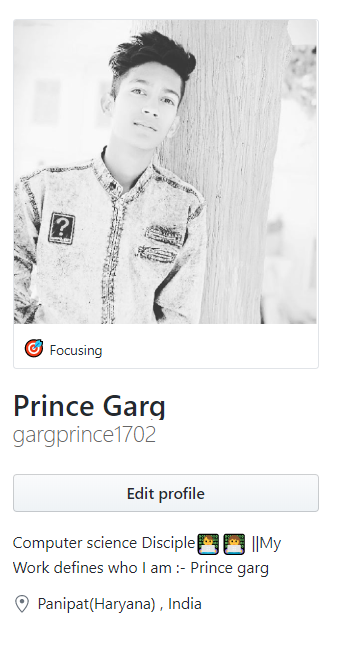 ?
Focusing
Prince Garg
gargprince1702
Edit profile
Computer science Disciple👨‍💻👨‍💻 ||My
Work defines who I am :- Prince garg
Panipat(Haryana) , India